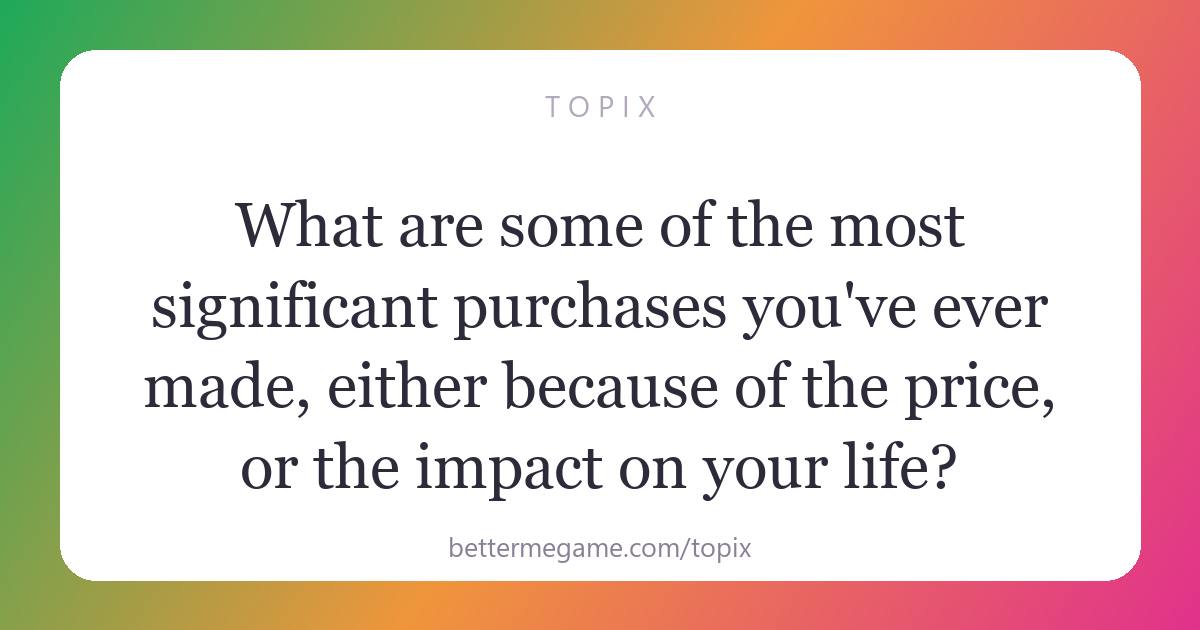 TOPIX
What are some of the most
significant purchases you've ever
made, either because of the price,
or the impact on your life?
bettermegame.com/topix